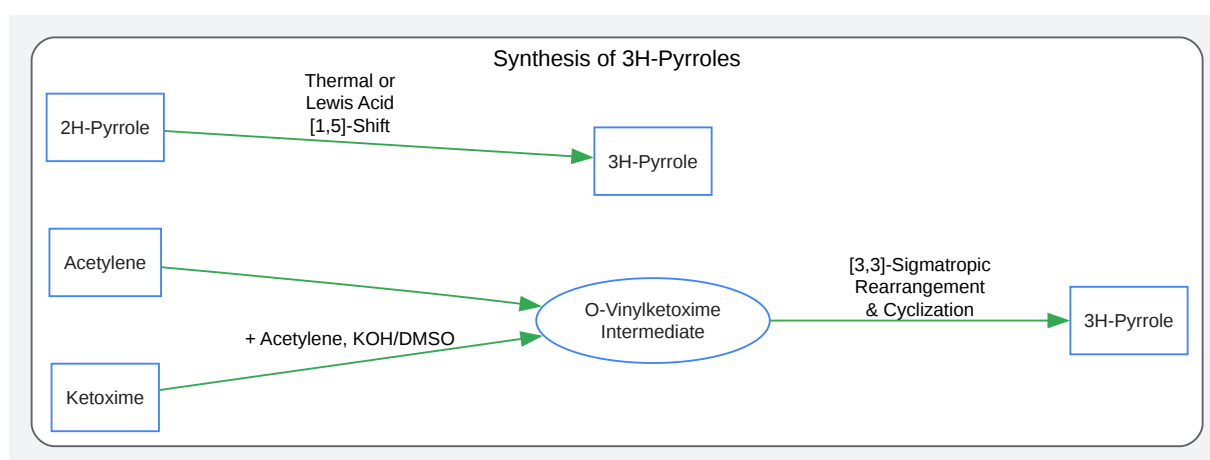 Synthesis of 3H-Pyrroles
Thermal or
Lewis Acid
[1,5]-Shift
2H-Pyrrole
3H-Pyrrole
Acetylene
[3,3]-Sigmatropic
Rearrangement
& Cyclization
O-Vinylketoxime
Intermediate
3H-Pyrrole
+ Acetylene, KOH/DMSO
Ketoxime